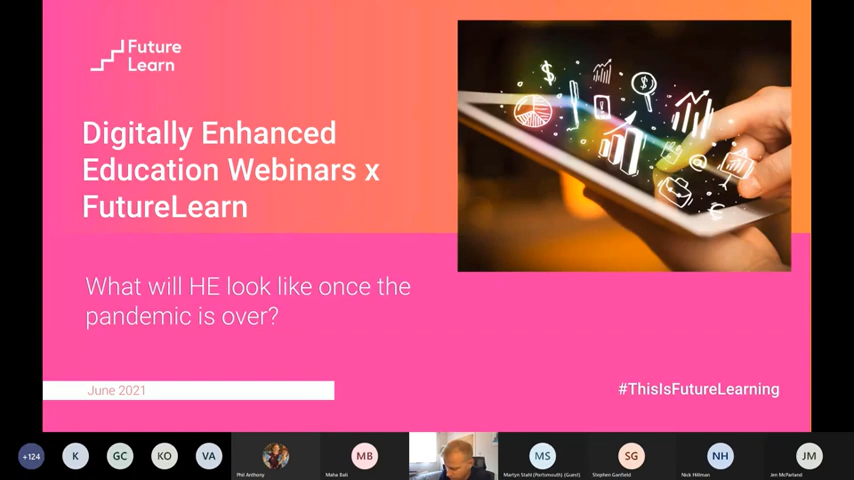 Future
Learn
Digitally Enhanced
Education Webinars x
FutureLearn
What will HE look like once the
pandemic is over?
June 2021
#ThisIsFutureLearning
+124
K
GC
KO
VA
MB
MS
SG
NH
JM
Phil Anthony
Maha Bali
Martyn Stahl (Portsmouth) (Guest)
Stephen Ganfield
Nick Hillman
Jen McParland